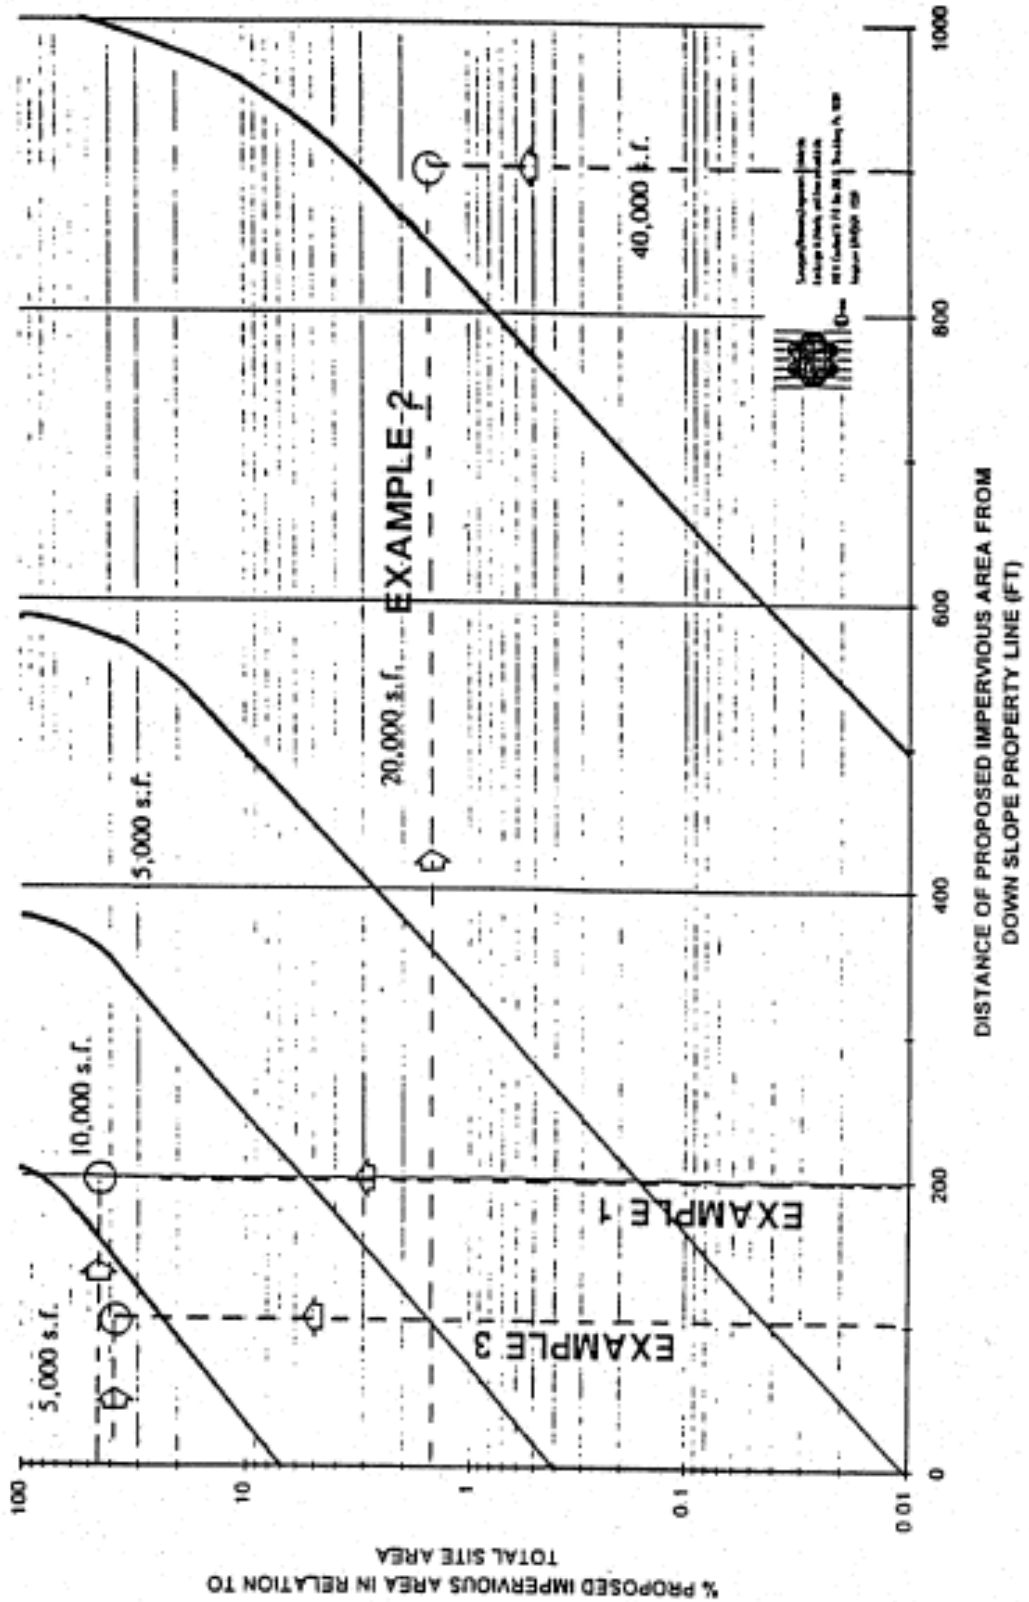 % PROPOSED IMPERVIOUS AREA IN RELATION TO
TOTAL SITE AREA
100
10
1
0.1
0 01
5,000 s.f.
10,000 s.f.
5,000 s.f.
20,000 s.f.
40,000 s.f.
EXAMPLE 3
EXAMPLE 1
EXAMPLE-2
0
200
400
600
800
1000
DISTANCE OF PROPOSED IMPERVIOUS AREA FROM
DOWN SLOPE PROPERTY LINE (FT)